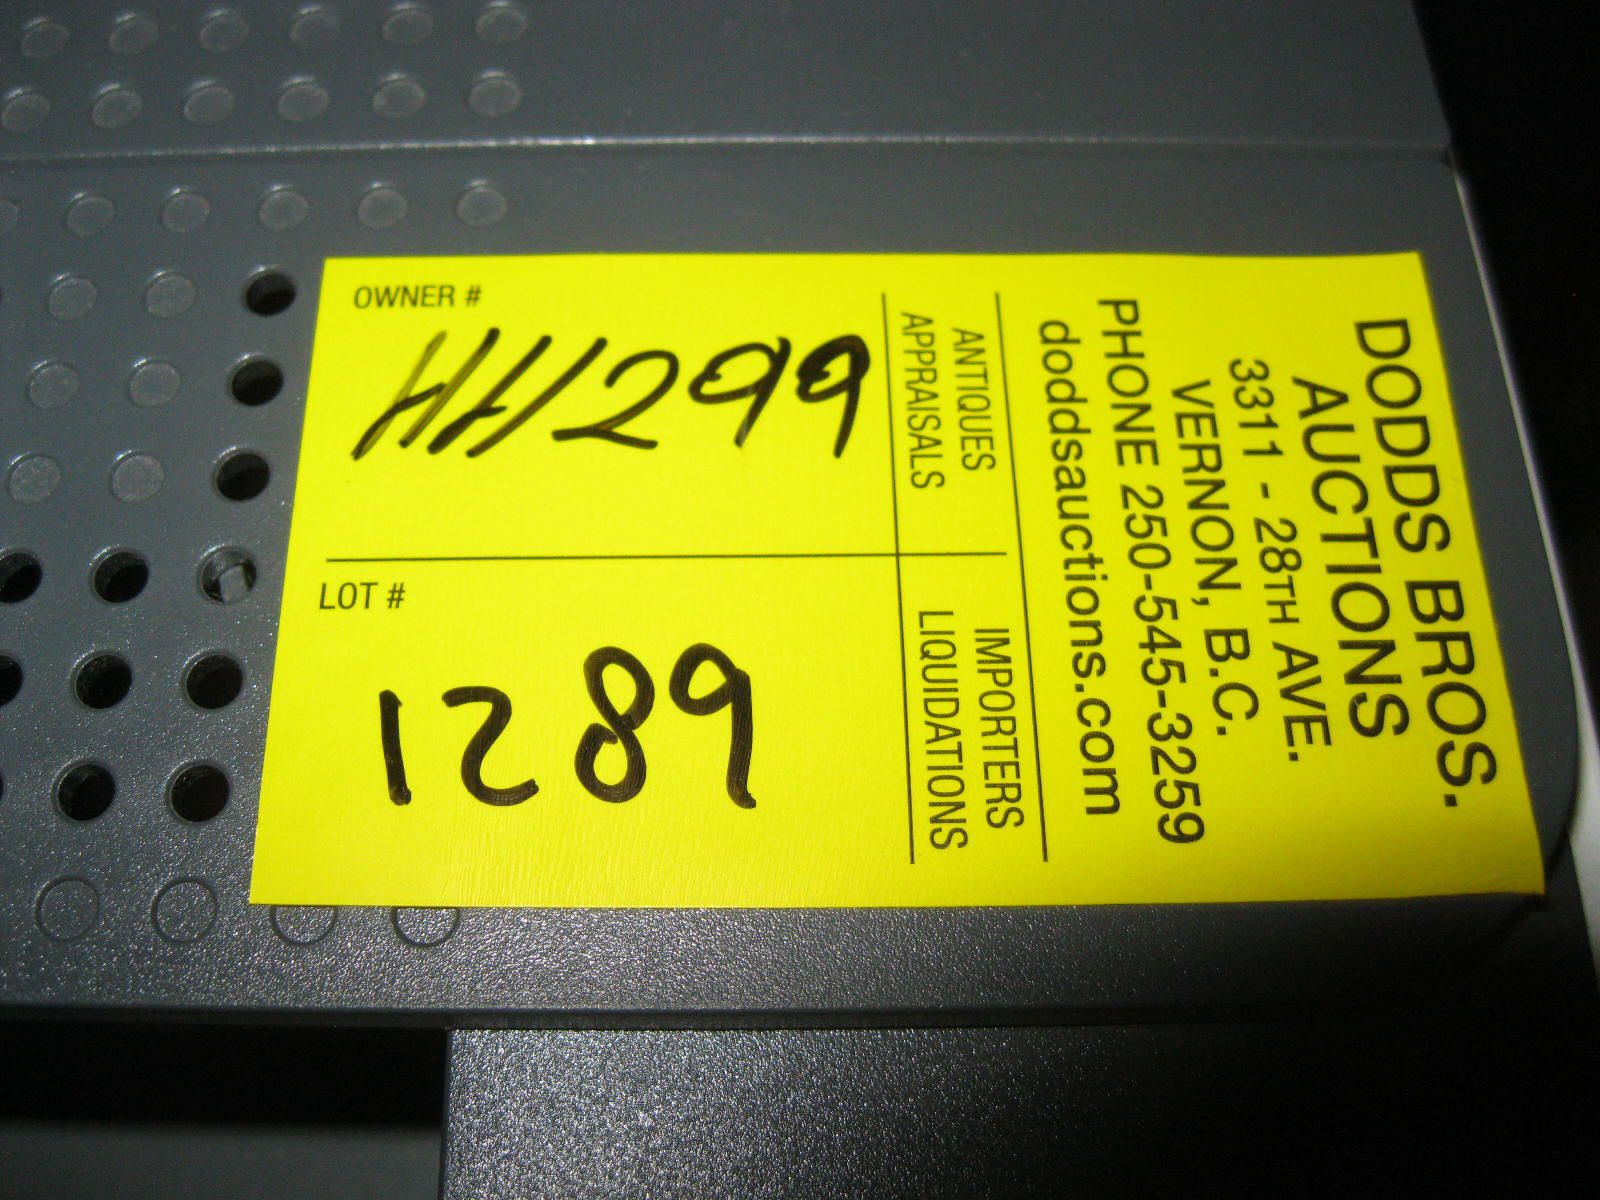 OWNER #
HH299
LOT #
1289
ANTIQUES
APPRAISALS
IMPORTERS
LIQUIDATIONS
DODDS BROS.
AUCTIONS
3311 - 28TH AVE.
VERNON, B.C.
PHONE 250-545-3259
doddsauctions.com